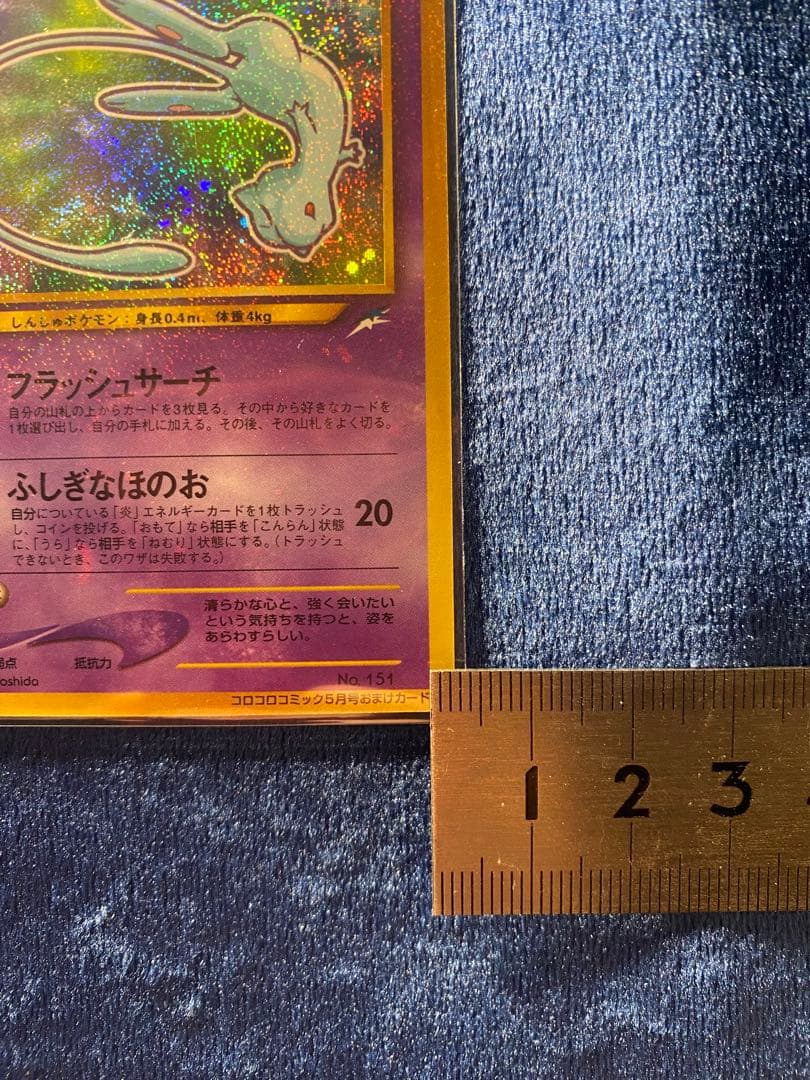 しんしゅポケモン：身長0.4m、体重4kg
フラッシュサーチ
自分の山札の上からカードを3枚見る。その中から好きなカードを
1枚選び出し、自分の手札に加える。その後、その山札をよく切る。
ふしぎなほのお
自分についている「炎」エネルギーカードを1枚トラッシュ
し、コインを投げる。「おもて」なら相手を「こんらん」状態
に、「うら」なら相手を「ねむり」状態にする。（トラッシュ
できないとき、このワザは失敗する。）
20
清らかな心と、強く会いたい
という気持ちを持つと、姿を
あらわすらしい。
弱点 抵抗力
oshida
No. 151
コロコロコミック5月号おまけカード
1 2 3